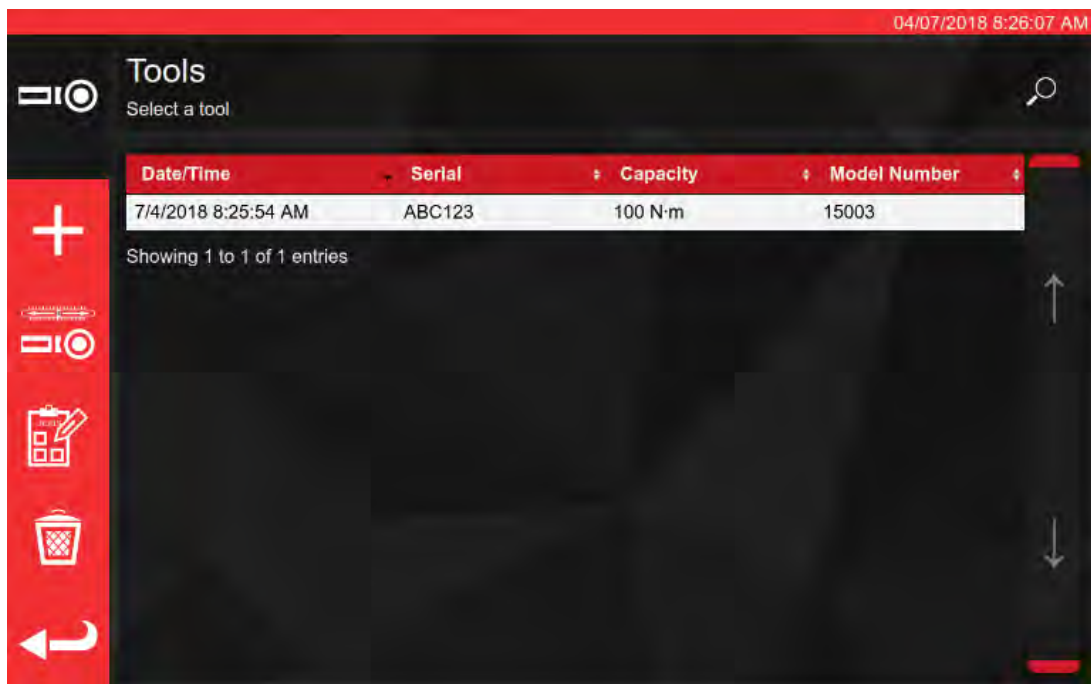 04/07/2018 8:26:07 AM
Tools
Select a tool
Date/Time Serial Capacity Model Number
7/4/2018 8:25:54 AM ABC123 100 N·m 15003
Showing 1 to 1 of 1 entries